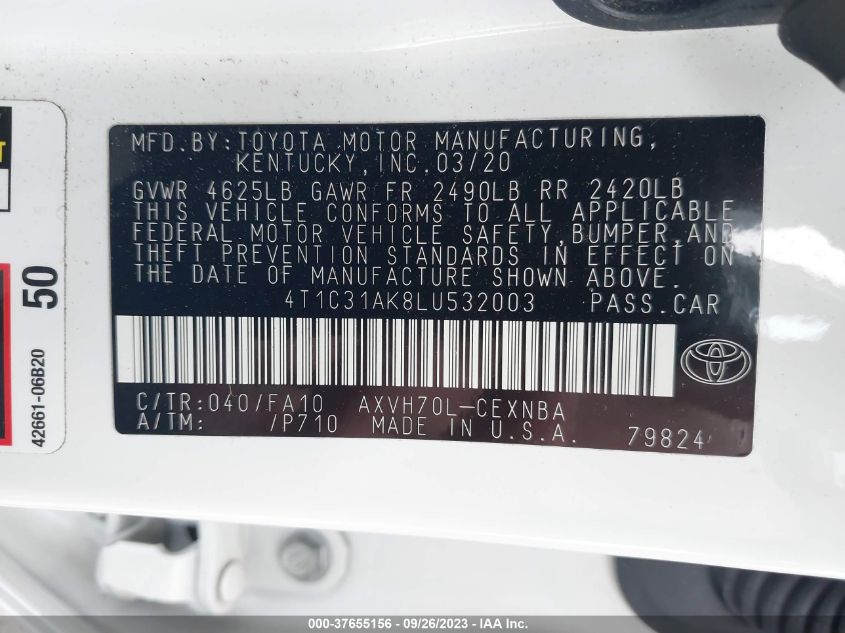 T
50
42661-06B20
MFD.BY:TOYOTA MOTOR MANUFACTURING,
KENTUCKY,INC.03/20
GVWR 4625LB GAWR FR 2490LB RR 2420LB
THIS VEHICLE CONFORMS TO ALL APPLICABLE
FEDERAL MOTOR VEHICLE SAFETY,BUMPER,AND
THEFT PREVENTION STANDARDS IN EFFECT ON
THE DATE OF MANUFACTURE SHOWN ABOVE.
4T1C31AK8LU532003 PASS.CAR
C/TR:040/FA10 AXVH70L-CEXNBA
A/TM: /P710 MADE IN U.S.A. 79824
000-37655156 - 09/26/2023 - IAA Inc.